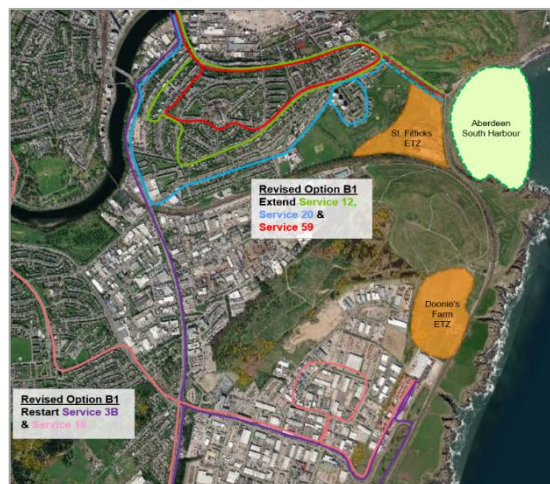 Aberdeen
South Harbour
St. Fitticks
ETZ
Revised Option B1
Extend Service 12,
Service 20 &
Service 59
Doonie's
Farm
ETZ
Revised Option B1
Restart Service 3B
& Service 18